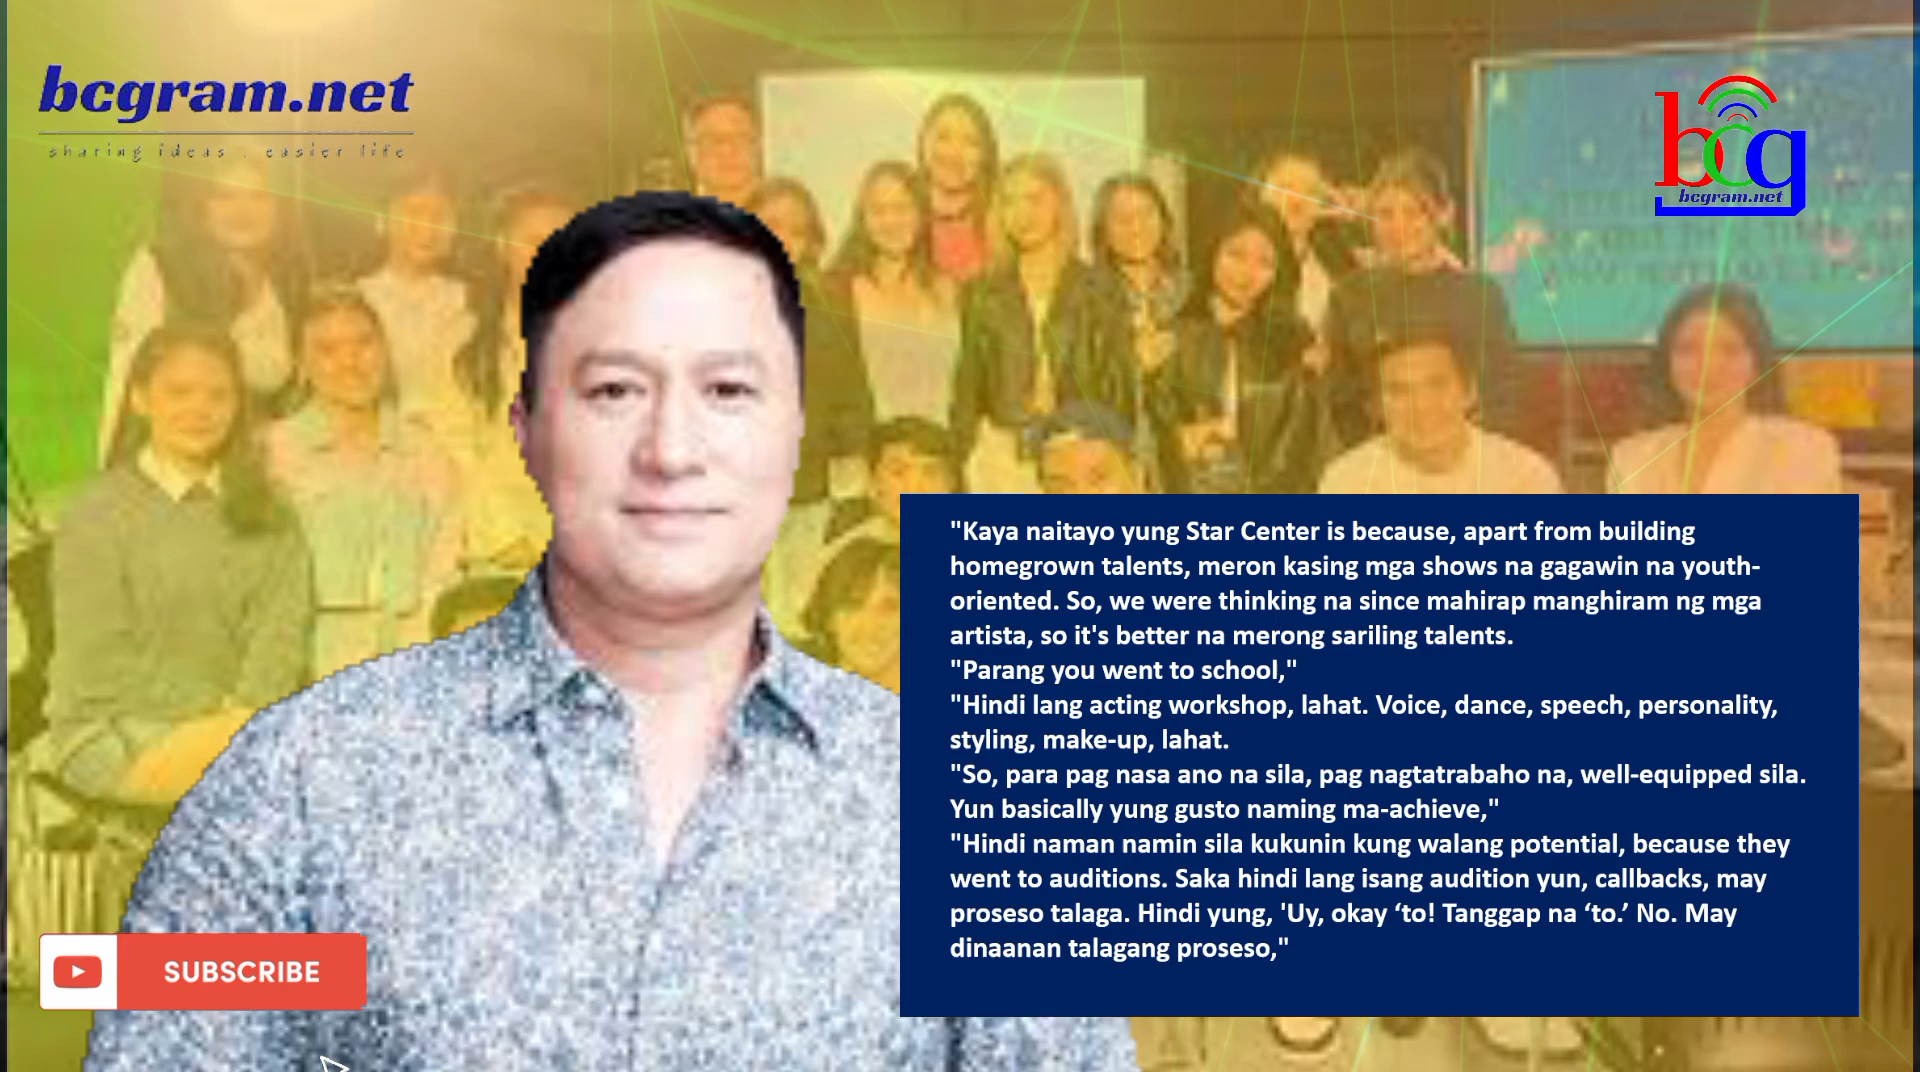 bcgram.net
sharing ideas . easier life
bcg
bcgram.net
"Kaya naitayo yung Star Center is because, apart from building
homegrown talents, meron kasing mga shows na gagawin na youth-
oriented. So, we were thinking na since mahirap manghiram ng mga
artista, so it's better na merong sariling talents.
"Parang you went to school,"
"Hindi lang acting workshop, lahat. Voice, dance, speech, personality,
styling, make-up, lahat.
"So, para pag nasa ano na sila, pag nagtatrabaho na, well-equipped sila.
Yun basically yung gusto naming ma-achieve,"
"Hindi naman namin sila kukunin kung walang potential, because they
went to auditions. Saka hindi lang isang audition yun, callbacks, may
proseso talaga. Hindi yung, 'Uy, okay ‘to! Tanggap na ‘to.’ No. May
dinaanan talagang proseso,"
SUBSCRIBE